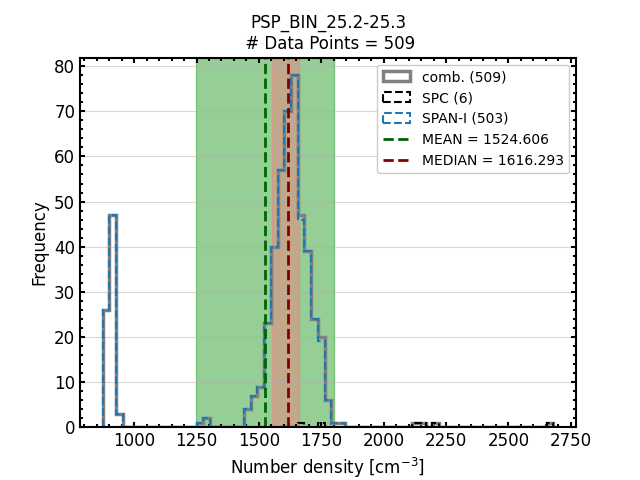 PSP_BIN_25.2-25.3
# Data Points = 509
80
70
60
50
40
30
20
10
0
Frequency
comb. (509)
SPC (6)
SPAN-I (503)
MEAN = 1524.606
MEDIAN = 1616.293
1000 1250 1500 1750 2000 2250 2500 2750
Number density [cm⁻³]